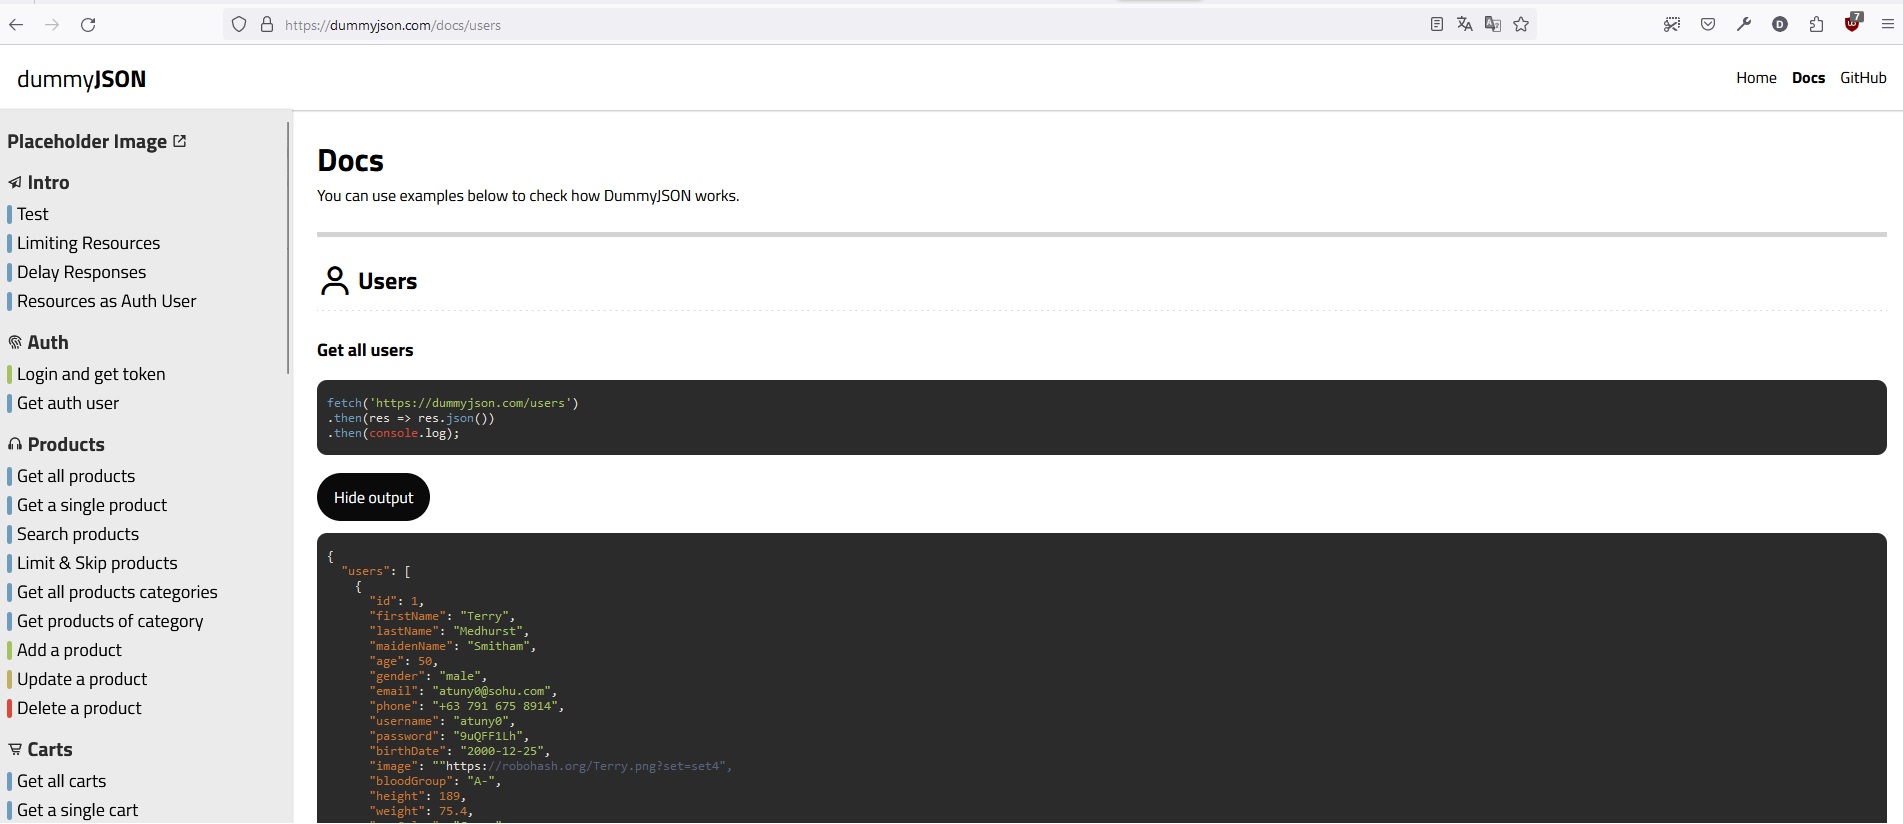 https://dummyjson.com/docs/users
7
D
dummyJSON
Home Docs GitHub
Placeholder Image
Intro
Test
Limiting Resources
Delay Responses
Resources as Auth User
Auth
Login and get token
Get auth user
Products
Get all products
Get a single product
Search products
Limit & Skip products
Get all products categories
Get products of category
Add a product
Update a product
Delete a product
Carts
Get all carts
Get a single cart
Docs
You can use examples below to check how DummyJSON works.
Users
Get all users
fetch('https://dummyjson.com/users')
.then(res => res.json())
.then(console.log);
Hide output
{
"users": [
{
"id": 1,
"firstName": "Terry",
"lastName": "Medhurst",
"maidenName": "Smitham",
"age": 50,
"gender": "male",
"email": "atuny0@sohu.com",
"phone": "+63 791 675 8914",
"username": "atuny0",
"password": "9uQFF1Lh",
"birthDate": "2000-12-25",
"image": ""https://robohash.org/Terry.png?set=set4",
"bloodGroup": "A-",
"height": 189,
"weight": 75.4,